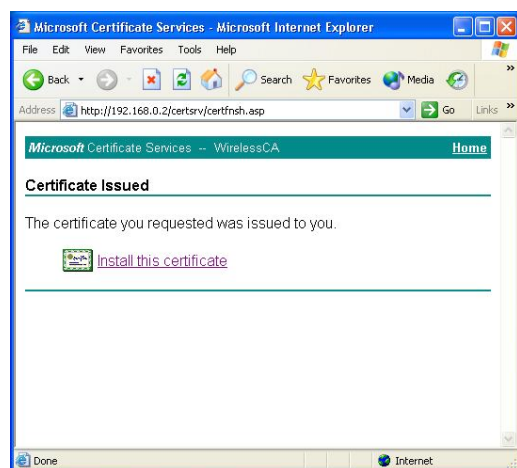 Microsoft Certificate Services - Microsoft Internet Explorer
File Edit View Favorites Tools Help
Back Search Favorites Media »
Address http://192.168.0.2/certsrv/certfnsh.asp Go Links »
Microsoft Certificate Services -- WirelessCA Home
Certificate Issued
The certificate you requested was issued to you.
Install this certificate
Done Internet